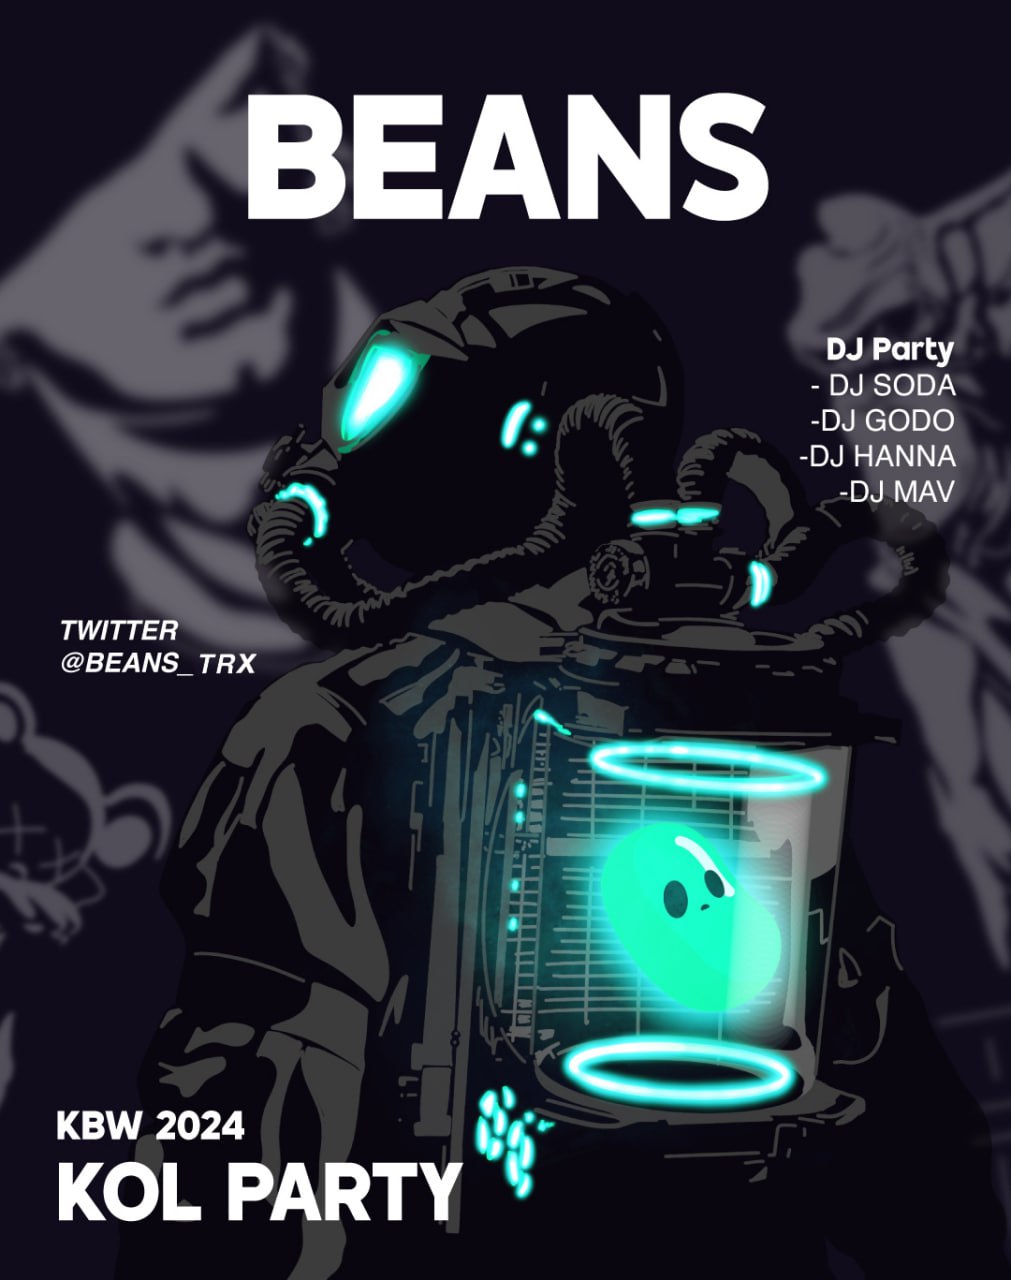 BEANS
DJ Party
- DJ SODA
-DJ GODO
-DJ HANNA
-DJ MAV
TWITTER
@BEANS_TRX
KBW 2024
KOL PARTY